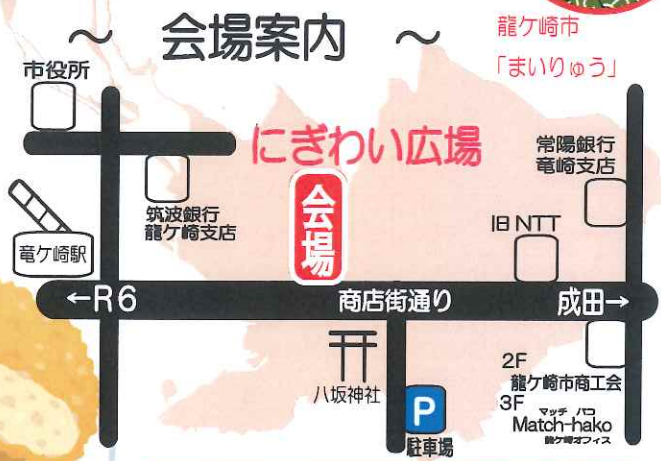 ～ 会場案内 ～
龍ケ崎市
「まいりゅう」
市役所
にぎわい広場
常陽銀行
竜崎支店
筑波銀行
龍ケ崎支店
会場
旧NTT
竜ケ崎駅
←R6
商店街通り
成田→
八坂神社
P
駐車場
2F
龍ケ崎市商工会
3F
マッチ ハコ
Match-hako
龍ケ崎オフィス